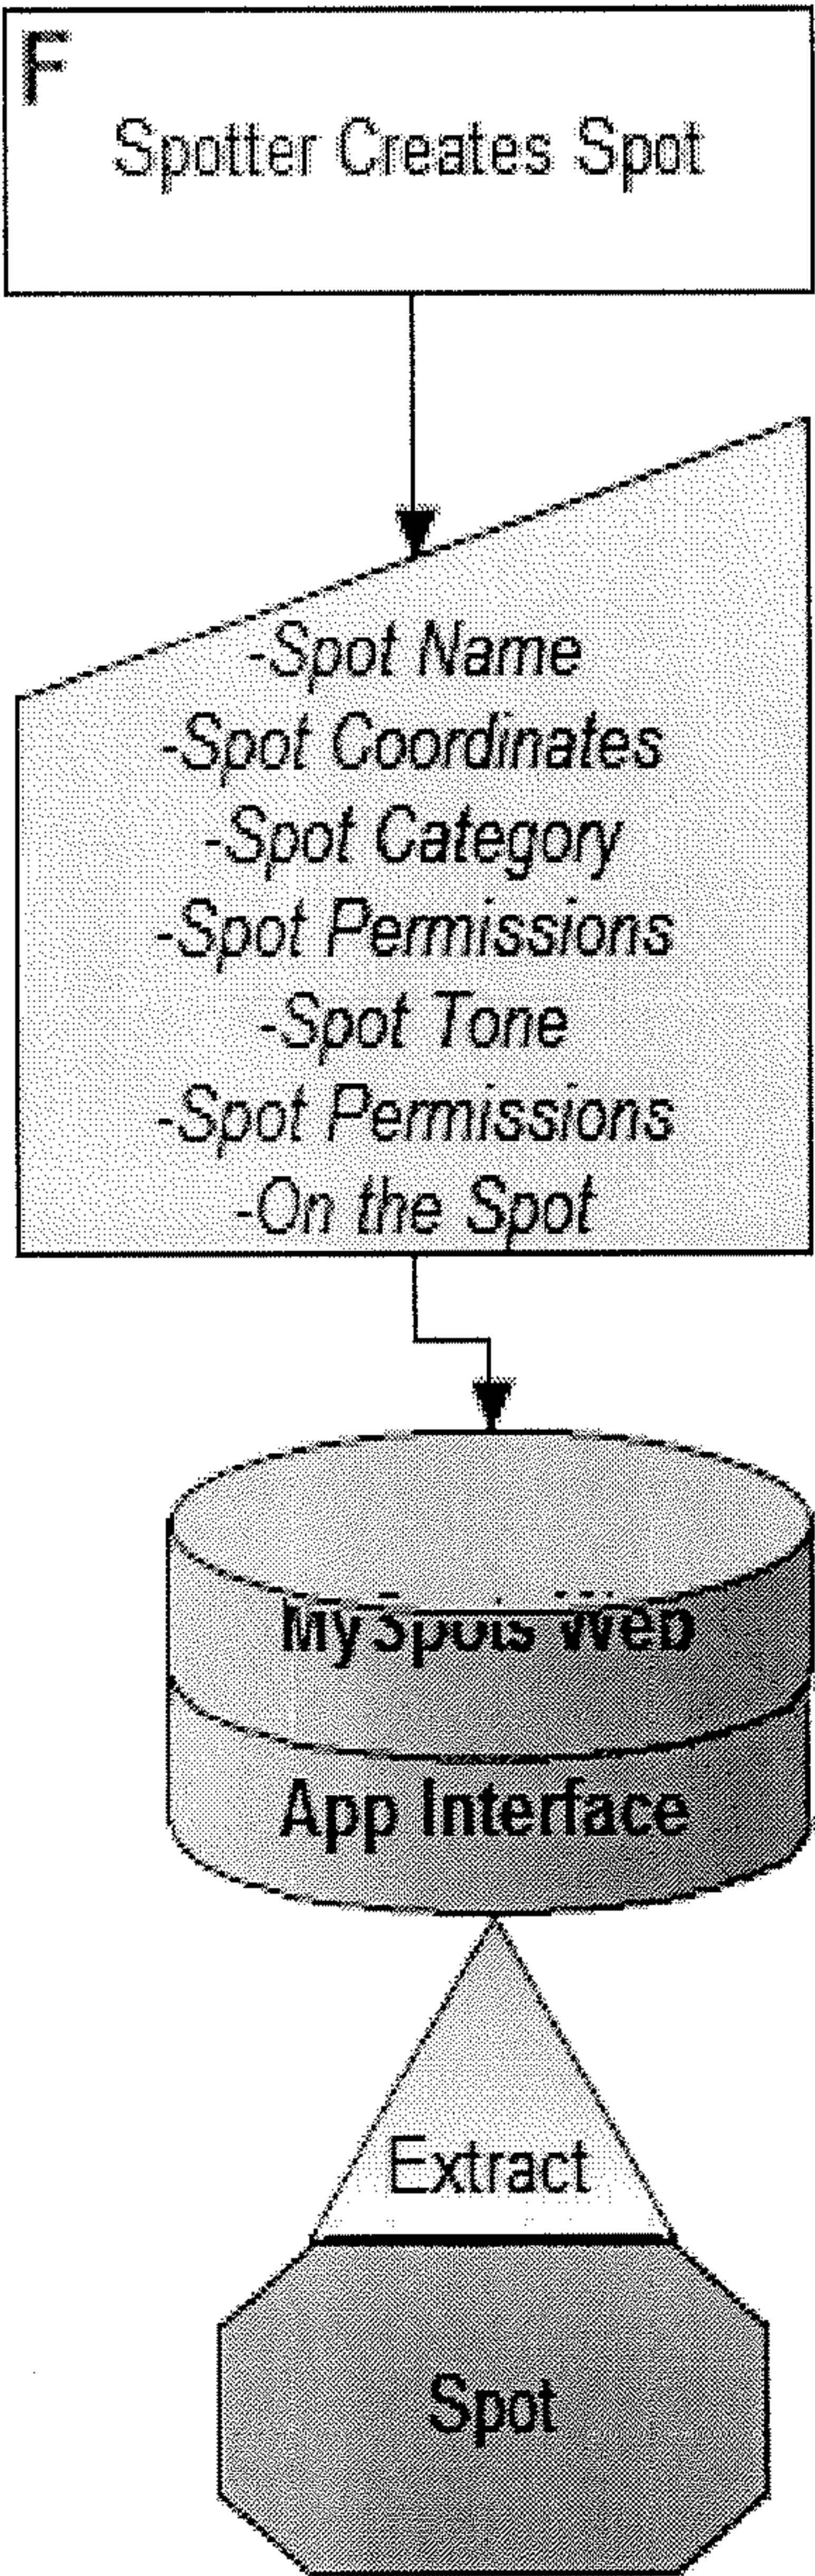 F
Spotter Creates Spot
-Spot Name
-Spot Coordinates
-Spot Category
-Spot Permissions
-Spot Tone
-Spot Permissions
-On the Spot
MySpots Web
App Interface
Extract
Spot